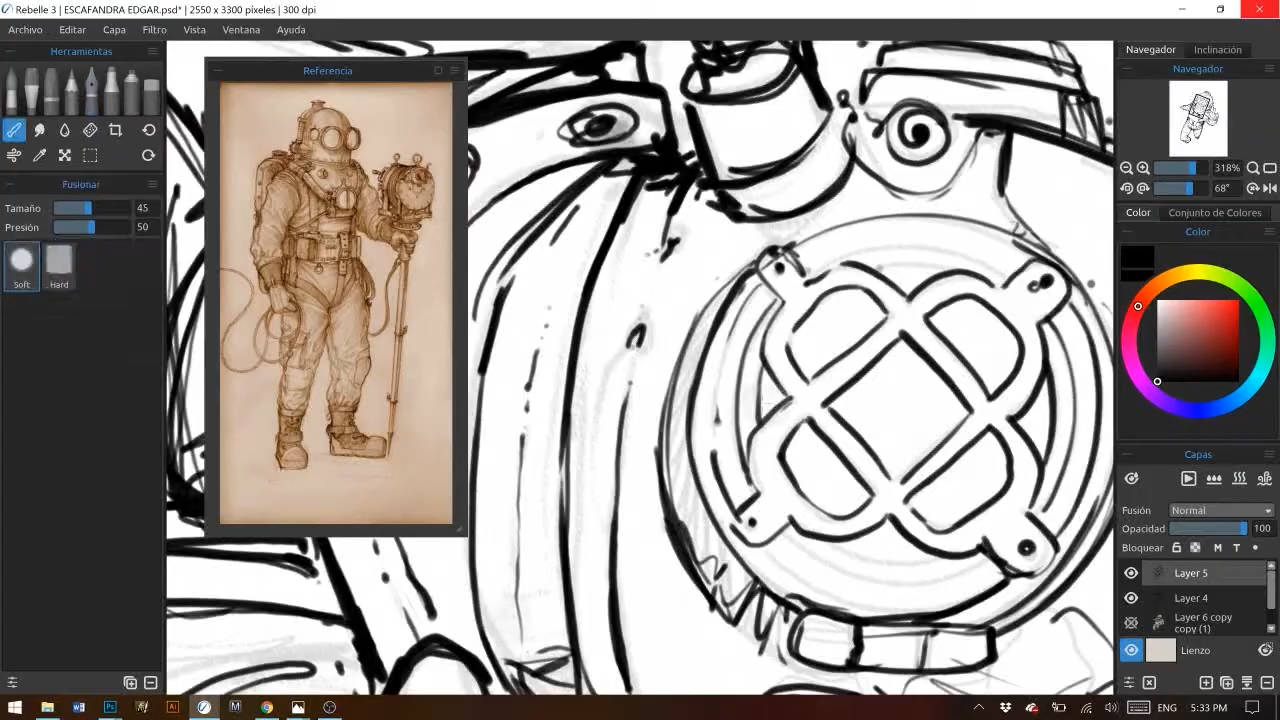 Rebelle 3 | ESCAFANDRA EDGAR.psd* | 2550 x 3300 píxeles | 300 dpi
Archivo Editar Capa Filtro Vista Ventana Ayuda
Herramientas
Fusionar
Tamaño 45
Presión 50
Soft Hard
Referencia
Navegador Inclinación
Navegador
318%
68°
Color Conjunto de Colores
Color
Capas
Fusión Normal
Opacidad 100
Bloquear M T
Layer 5
Layer 4
Layer 6 copy
copy (1)
Lienzo
ENG 5:33 PM